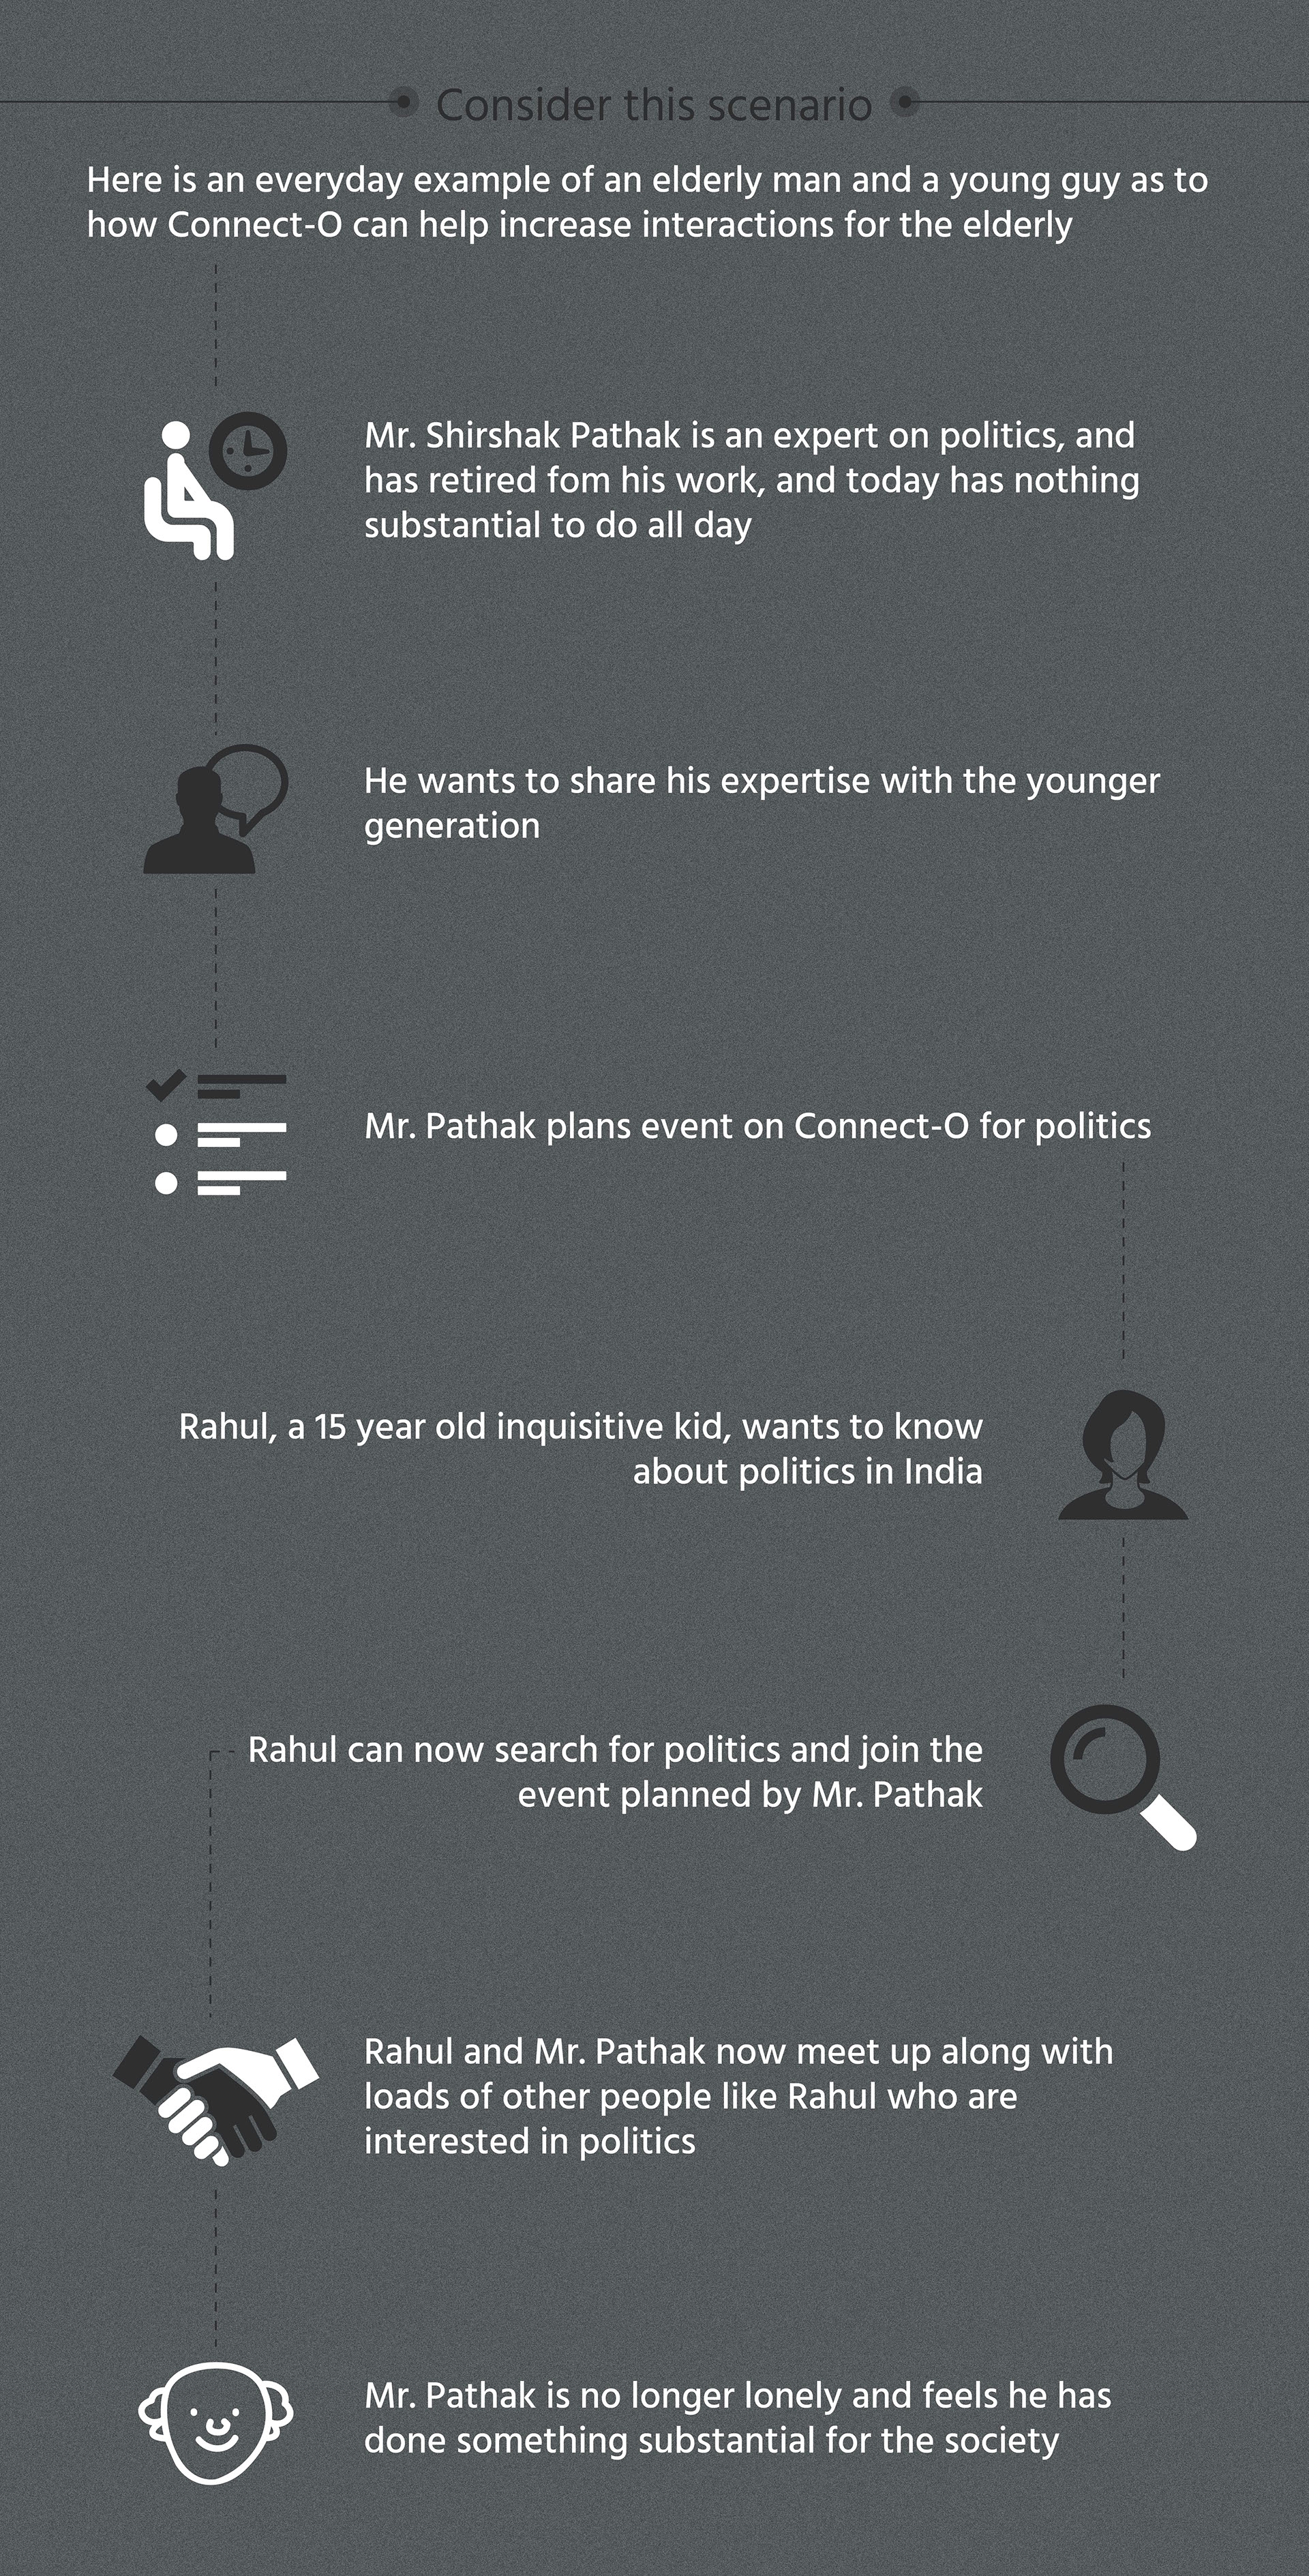 Consider this scenario
Here is an everyday example of an elderly man and a young guy as to
how Connect-O can help increase interactions for the elderly
Mr. Shirshak Pathak is an expert on politics, and
has retired fom his work, and today has nothing
substantial to do all day
He wants to share his expertise with the younger
generation
Mr. Pathak plans event on Connect-O for politics
Rahul, a 15 year old inquisitive kid, wants to know
about politics in India
Rahul can now search for politics and join the
event planned by Mr. Pathak
Rahul and Mr. Pathak now meet up along with
loads of other people like Rahul who are
interested in politics
Mr. Pathak is no longer lonely and feels he has
done something substantial for the society